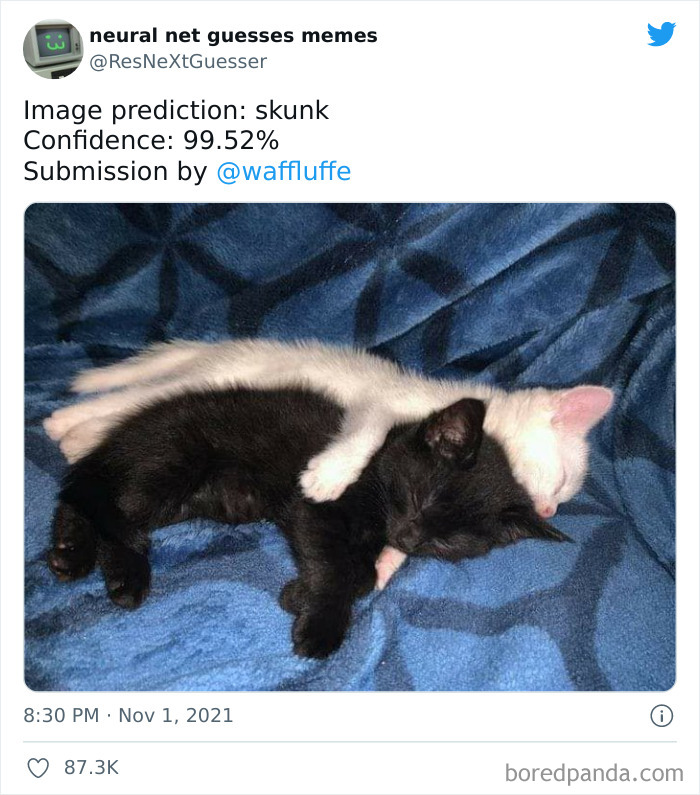 neural net guesses memes
@ResNeXtGuesser
Image prediction: skunk
Confidence: 99.52%
Submission by @waffluffe
8:30 PM · Nov 1, 2021
87.3K
boredpanda.com